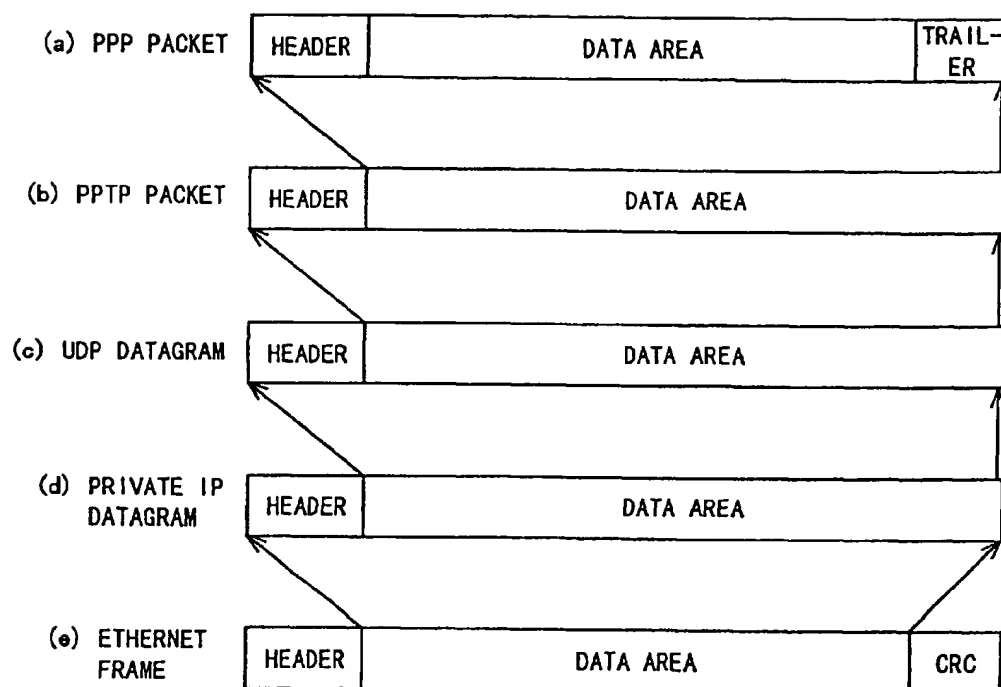 (a) PPP PACKET HEADER DATA AREA TRAIL-
ER
(b) PPTP PACKET HEADER DATA AREA
(c) UDP DATAGRAM HEADER DATA AREA
(d) PRIVATE IP
DATAGRAM HEADER DATA AREA
(e) ETHERNET
FRAME HEADER DATA AREA CRC